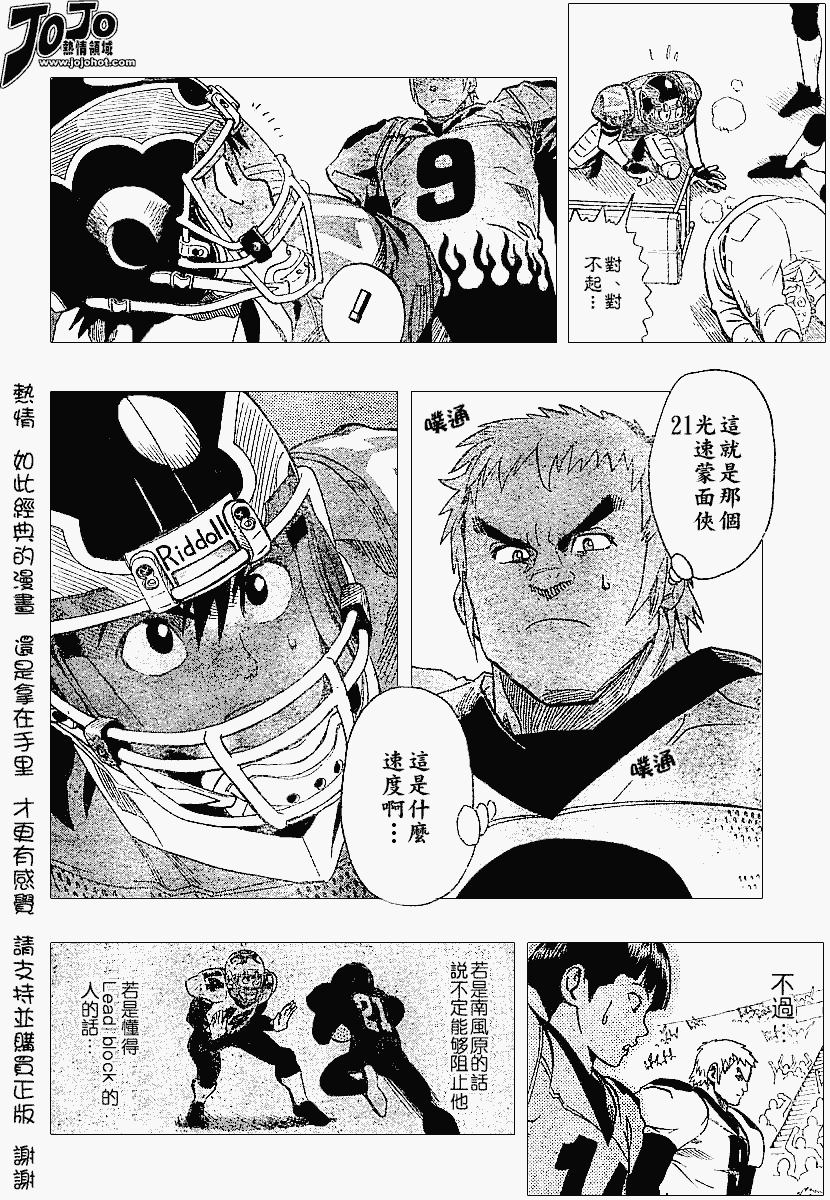 JOJO
熱情領域
www.jojohot.com
對、對
不起…
9
!
噗通
這就是那個
光速蒙面俠
21
噗通
Riddell
這是什麼
速度啊…
不過
1
若是南風原的話
說不定能够阻止他
21
若是懂得
Lead block 的
人的話…
熱情 如此經典的漫畫 還是拿在手里 才更有感覺 請支持並購買正版 謝謝